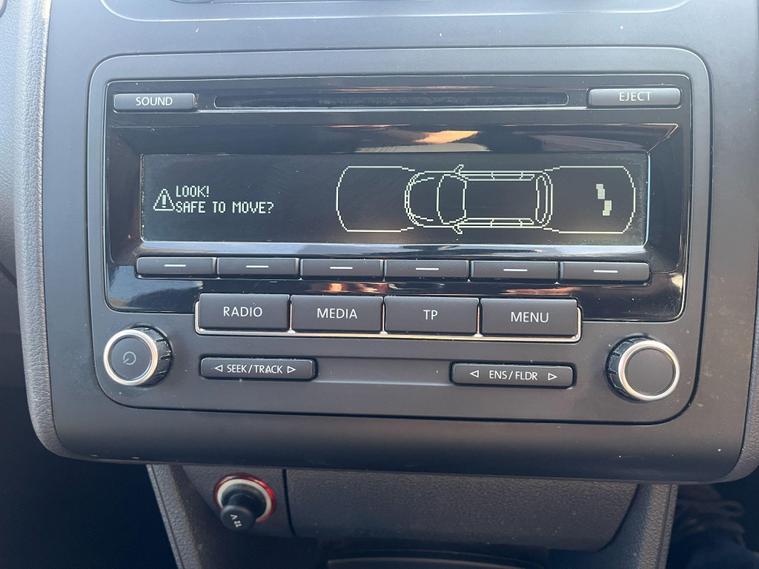 SOUND
EJECT
LOOK!
SAFE TO MOVE?
RADIO
MEDIA
TP
MENU
SEEK/TRACK
ENS/FLDR